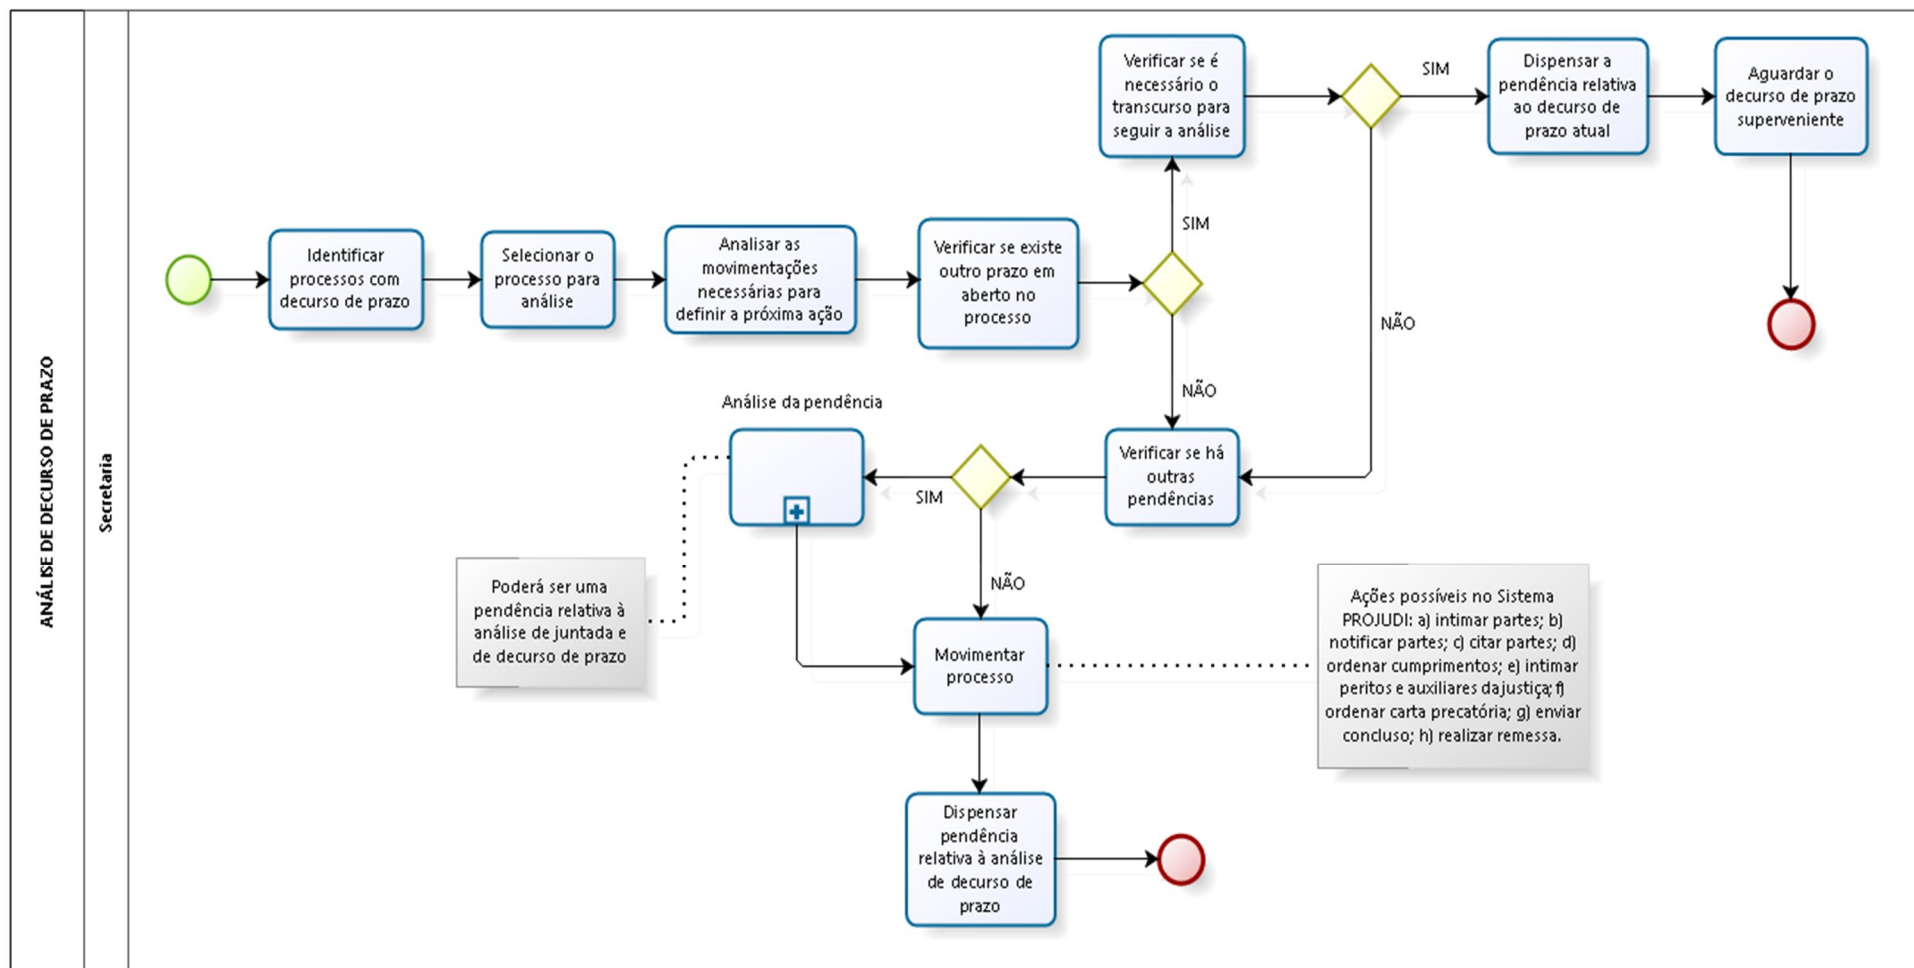 ANÁLISE DE DECURSO DE PRAZO
Secretaria
Identificar
processos com
decurso de prazo
Selecionar o
processo para
análise
Analisar as
movimentações
necessárias para
definir a próxima ação
Verificar se existe
outro prazo em
aberto no
processo
SIM
Verificar se é
necessário o
transcurso para
seguir a análise
SIM
Dispensar a
pendência relativa
ao decurso de
prazo atual
Aguardar o
decurso de prazo
superveniente
NÃO
NÃO
Verificar se há
outras
pendências
SIM
Análise da pendência
Poderá ser uma
pendência relativa à
análise de juntada e
de decurso de prazo
NÃO
Movimentar
processo
Ações possíveis no Sistema
PROJUDI: a) intimar partes; b)
notificar partes; c) citar partes; d)
ordenar cumprimentos; e) intimar
peritos e auxiliares dajustiça; f)
ordenar carta precatória; g) enviar
concluso; h) realizar remessa.
Dispensar
pendência
relativa à análise
de decurso de
prazo